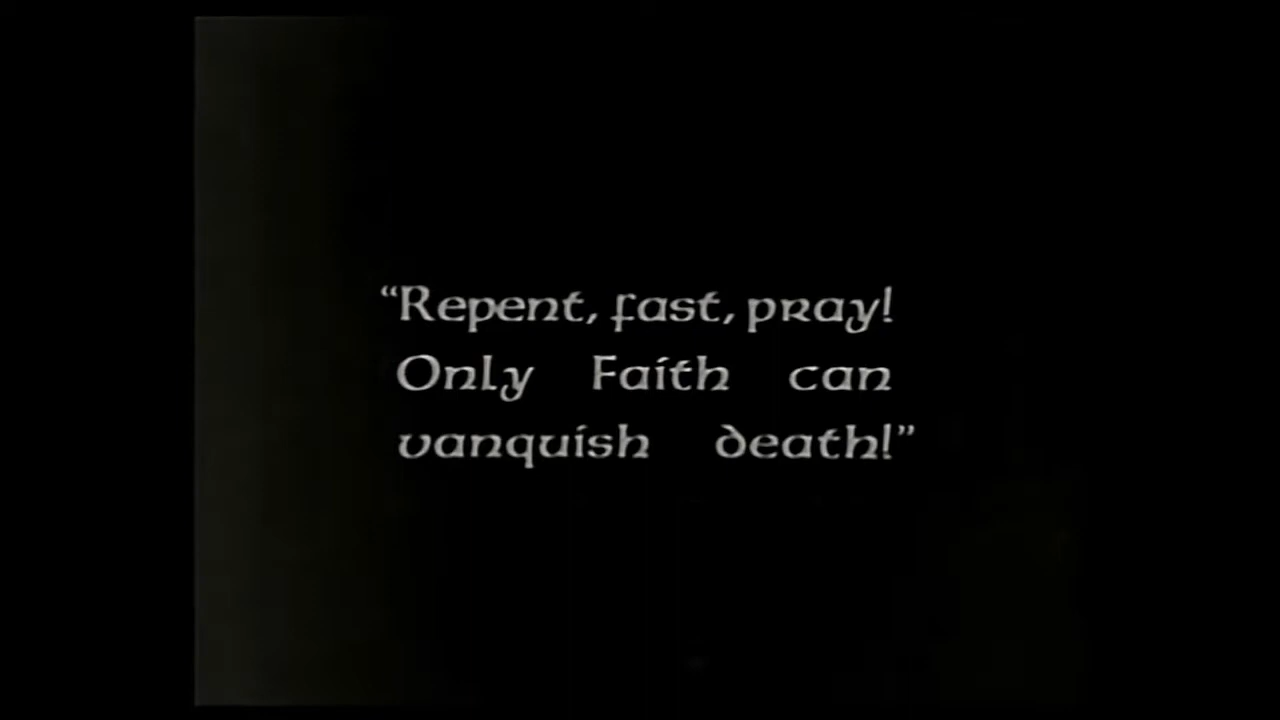 “Repent, fast, pray!
Only Faith can
vanquish death!”